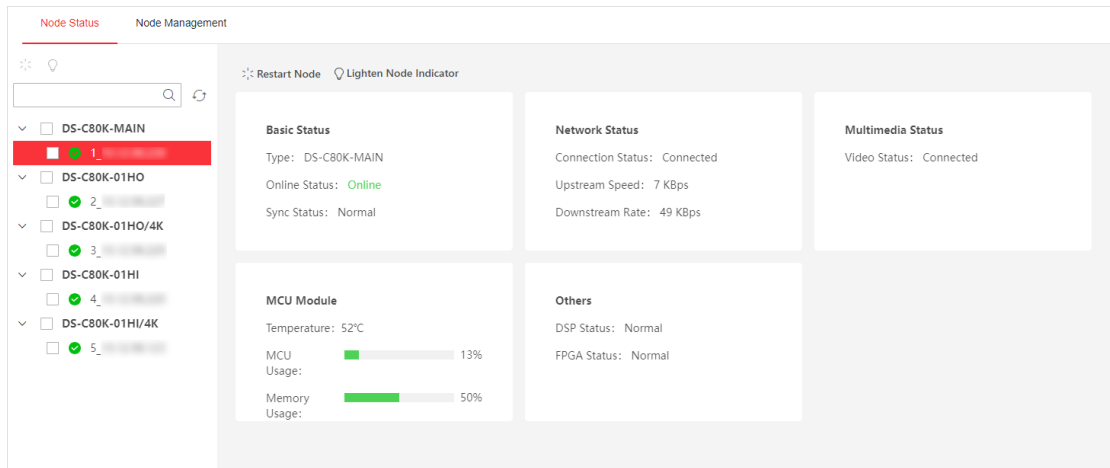 Node Status Node Management
Restart Node Lighten Node Indicator
DS-C80K-MAIN
1_
DS-C80K-01HO
2_
DS-C80K-01HO/4K
3_
DS-C80K-01HI
4_
DS-C80K-01HI/4K
5_
Basic Status
Type: DS-C80K-MAIN
Online Status: Online
Sync Status: Normal
Network Status
Connection Status: Connected
Upstream Speed: 7 KBps
Downstream Rate: 49 KBps
Multimedia Status
Video Status: Connected
MCU Module
Temperature: 52℃
MCU 13%
Usage:
Memory 50%
Usage:
Others
DSP Status: Normal
FPGA Status: Normal